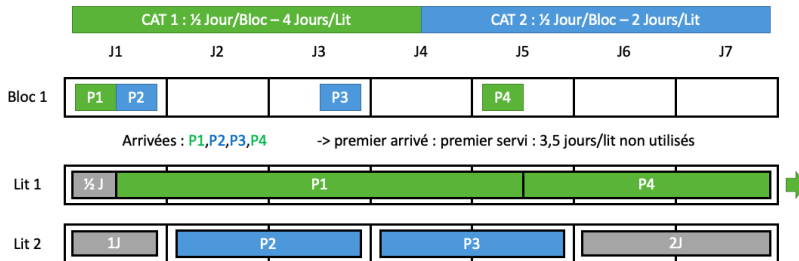 CAT 1 : ½ Jour/Bloc – 4 Jours/Lit CAT 2 : ½ Jour/Bloc – 2 Jours/Lit
J1 J2 J3 J4 J5 J6 J7
Bloc 1 P1 P2 P3 P4
Arrivées : P1,P2,P3,P4 -> premier arrivé : premier servi : 3,5 jours/lit non utilisés
Lit 1 ½ J P1 P4
Lit 2 1J P2 P3 2J